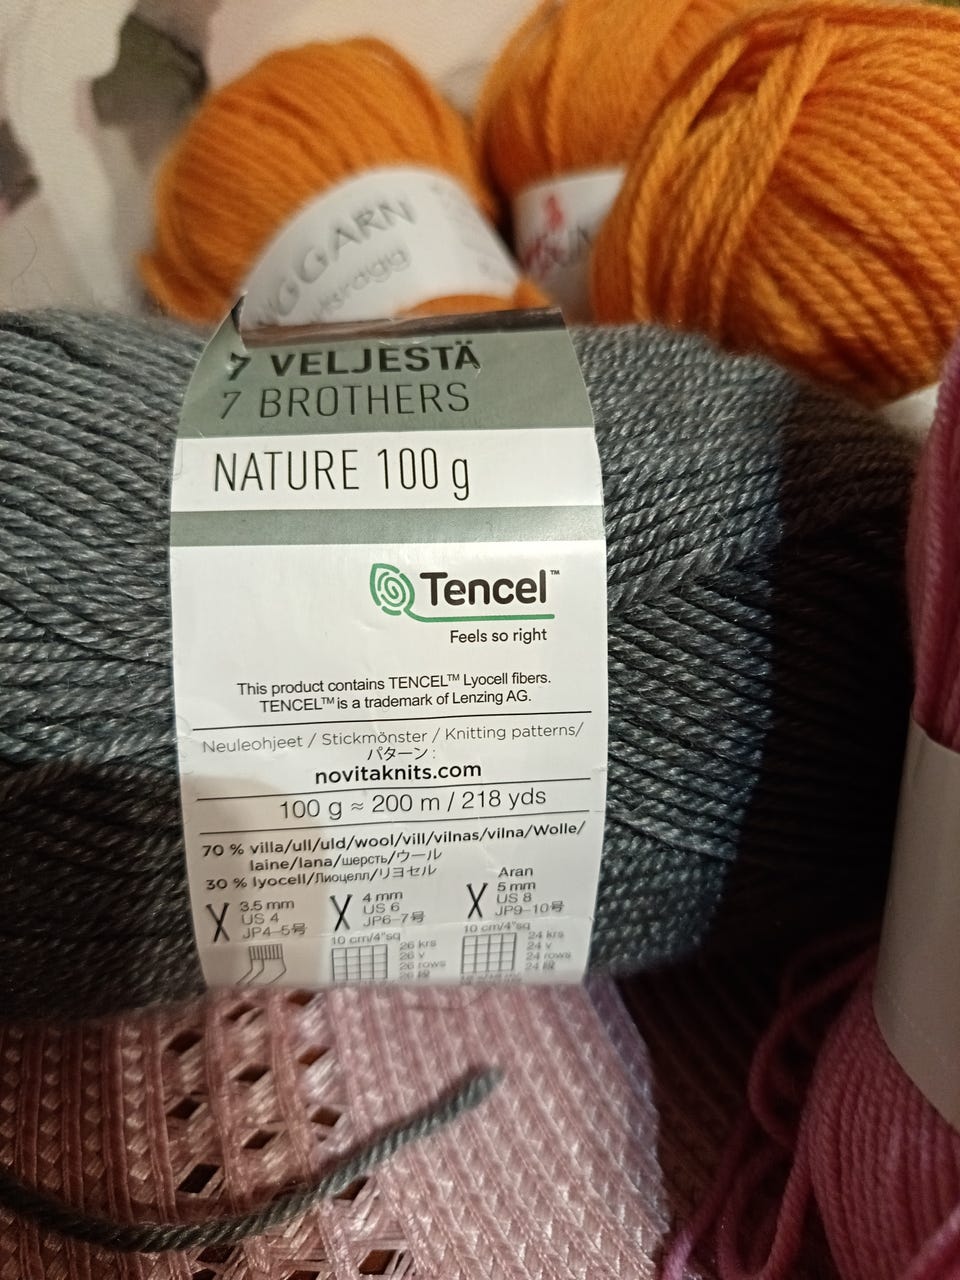 GARN
7 VELJESTÄ
7 BROTHERS
NATURE 100 g
Tencel™
Feels so right
This product contains TENCEL™ Lyocell fibers.
TENCEL™ is a trademark of Lenzing AG.
Neuleohjeet / Stickmönster / Knitting patterns/
パターン :
novitaknits.com
100 g ≈ 200 m / 218 yds
70 % villa/ull/uld/wool/vill/vilnas/vilna/Wolle/
laine/lana/шерсть/ウール
30 % lyocell/Лиоцелл/リヨセル
3.5 mm
US 4
JP4-5号
4 mm
US 6
JP6-7号
10 cm/4"sq
26 krs
26 v
26 rows
26 段
Aran
5 mm
US 8
JP9-10号
10 cm/4"sq
24 krs
24 v
24 rows
24 段